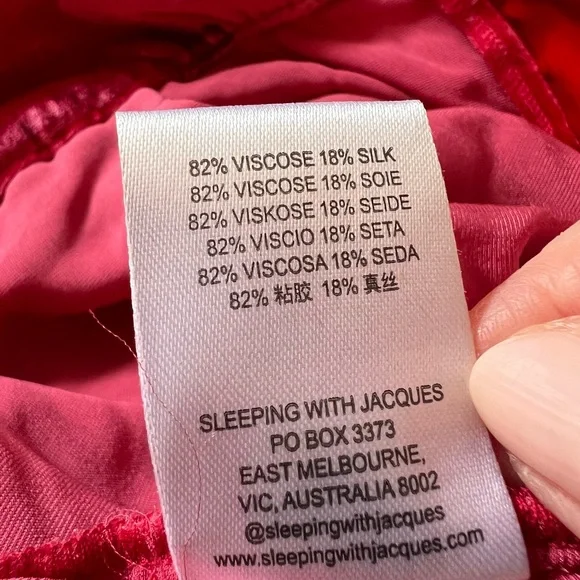 82% VISCOSE 18% SILK
82% VISCOSE 18% SOIE
82% VISKOSE 18% SEIDE
82% VISCIO 18% SETA
82% VISCOSA 18% SEDA
82% 粘胶 18% 真丝
SLEEPING WITH JACQUES
PO BOX 3373
EAST MELBOURNE,
VIC, AUSTRALIA 8002
@sleepingwithjacques
www.sleepingwithjacques.com